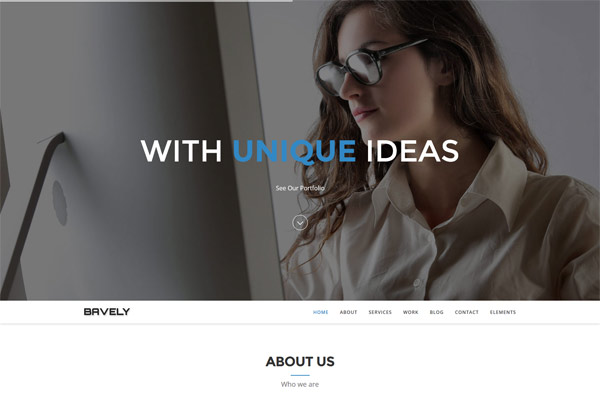 WITH UNIQUE IDEAS
See Our Portfolio
BAVELY
HOME ABOUT SERVICES WORK BLOG CONTACT ELEMENTS
ABOUT US
Who we are